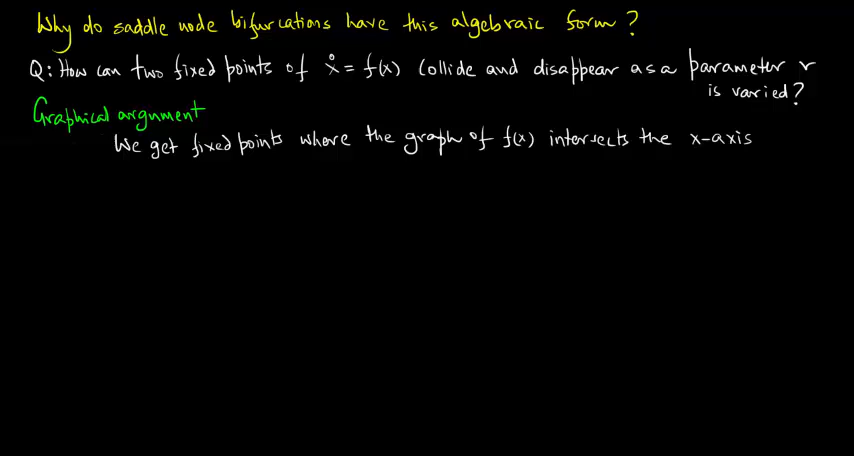 Why do saddle node bifurcations have this algebraic form?
Q: How can two fixed points of ẋ = f(x) collide and disappear as a parameter r
is varied?
Graphical argument
We get fixed points where the graph of f(x) intersects the x-axis